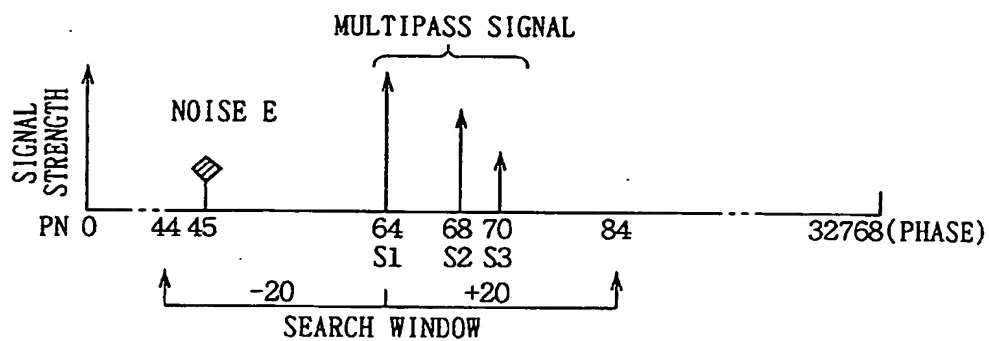 MULTIPASS SIGNAL
NOISE E
SIGNAL
STRENGTH
PN 0 44 45 64 68 70 84 32768(PHASE)
S1 S2 S3
-20 +20
SEARCH WINDOW